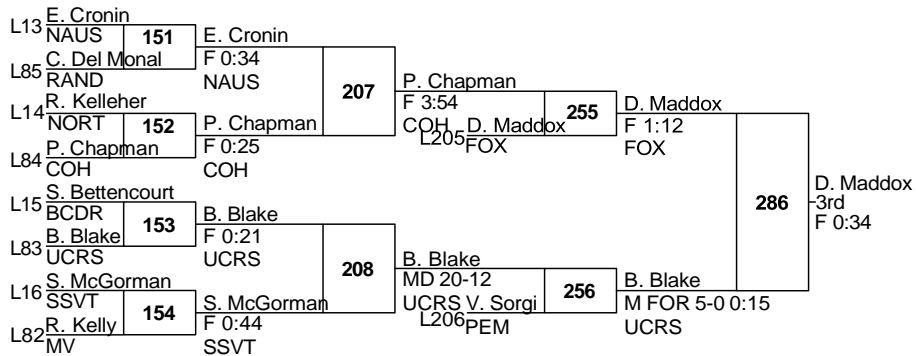 L13 E. Cronin
NAUS
151
L85 C. Del Monal
RAND
E. Cronin
F 0:34
NAUS
L14 R. Kelleher
NORT
152
L84 P. Chapman
COH
P. Chapman
F 0:25
COH
207
P. Chapman
F 3:54
COH
L205 D. Maddox
FOX
255
D. Maddox
F 1:12
FOX
L15 S. Bettencourt
BCDR
153
L83 B. Blake
UCRS
B. Blake
F 0:21
UCRS
L16 S. McGorman
SSVT
154
L82 R. Kelly
MV
S. McGorman
F 0:44
SSVT
208
B. Blake
MD 20-12
UCRS
L206 V. Sorgi
PEM
256
B. Blake
M FOR 5-0 0:15
UCRS
286
D. Maddox
3rd
F 0:34